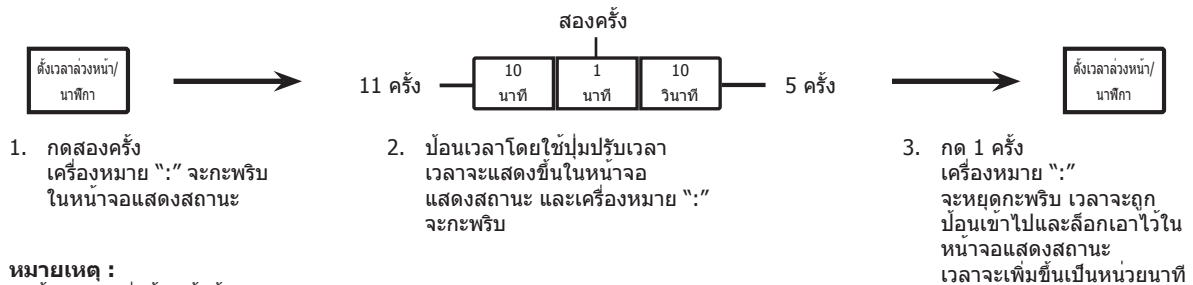 สองครั้ง
ตั้งเวลาล่วงหน้า/
นาฬิกา
11 ครั้ง
10
นาที
1
นาที
10
วินาที
5 ครั้ง
ตั้งเวลาล่วงหน้า/
นาฬิกา
1. กดสองครั้ง
เครื่องหมาย “:” จะกะพริบ
ในหน้าจอแสดงสถานะ
2. ป้อนเวลาโดยใช้ปุ่มปรับเวลา
เวลาจะแสดงขึ้นในหน้าจอ
แสดงสถานะ และเครื่องหมาย “:”
จะกะพริบ
3. กด 1 ครั้ง
เครื่องหมาย “:”
จะหยุดกะพริบ เวลาจะถูก
ป้อนเข้าไปและล็อกเอาไว้ใน
หน้าจอแสดงสถานะ
เวลาจะเพิ่มขึ้นเป็นหน่วยนาที
หมายเหตุ :